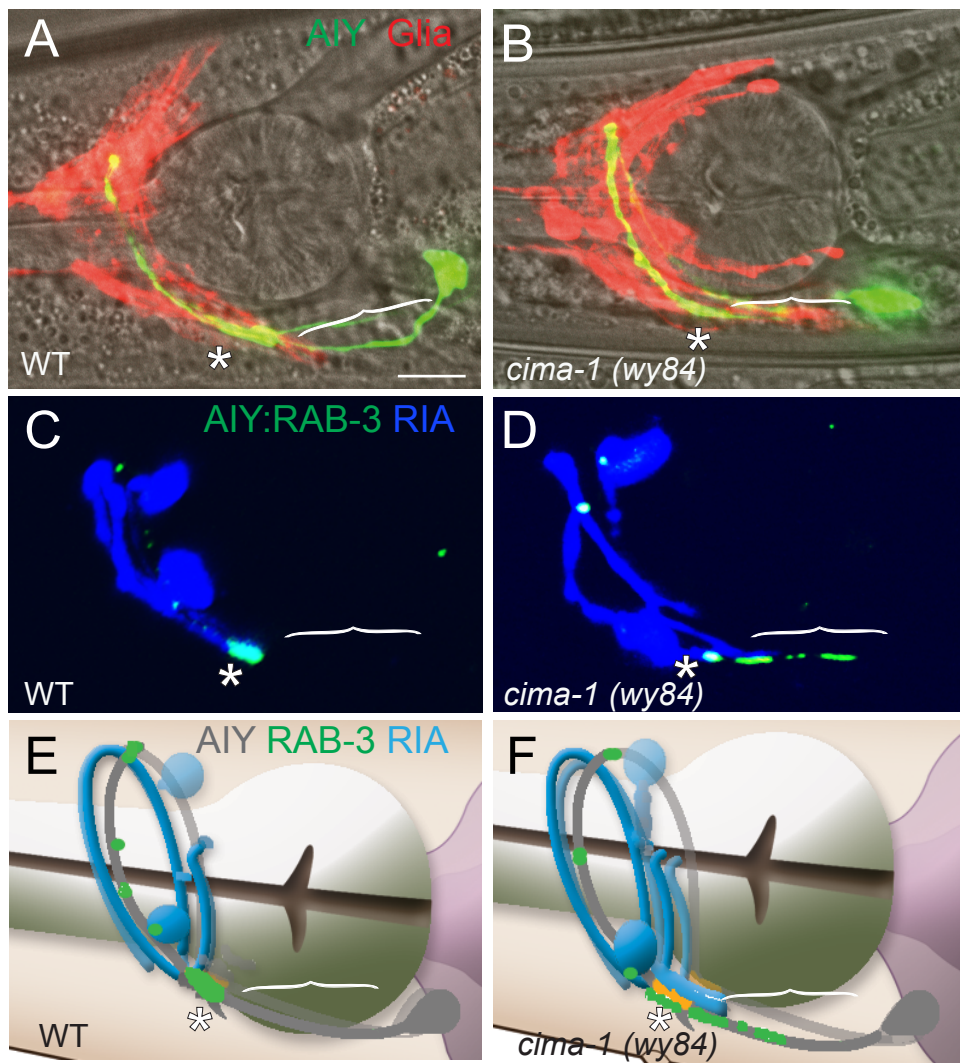 A AIY Glia
WT *
B
cima-1 (wy84) *
C AIY:RAB-3 RIA
WT *
D
cima-1 (wy84) *
E AIY RAB-3 RIA
WT *
F
cima-1 (wy84) *